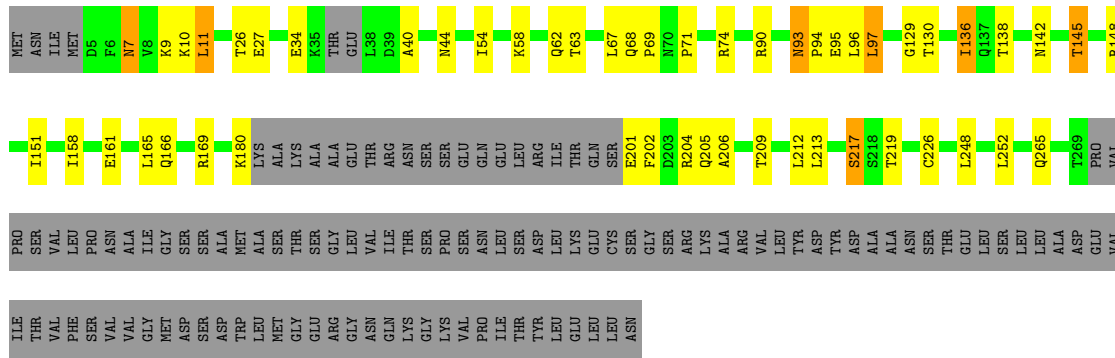 MET ASN ILE MET D5 F6 N7 V8 K9 K10 L11 T26 E27 E34 K35 THR GLU L38 D39 A40 N44 I54 K58 Q62 T63 L67 Q68 P69 N70 P71 R74 R90 N93 P94 E95 L96 L97 G129 T130 I136 Q137 T138 N142 T145
I151 I158 E161 L165 Q166 R169 K180 LYS ALA LYS ALA ALA GLU THR ARG ASN SER SER GLU GLN GLU LEU ARG ILE THR GLN SER E201 F202 D203 R204 Q205 A206 T209 L212 L213 S217 S218 T219 C226 L248 L252 Q265 T269 PRO VAL
PRO SER VAL LEU PRO ASN ALA ILE GLY SER SER ALA MET ALA SER THR SER GLY LEU VAL ILE THR SER PRO SER ASN LEU SER ASP LEU LEU LYS GLU CYS SER GLY SER ARG LYS ALA ARG VAL LEU TYR ASP TYR ASP ALA ALA ASN SER THR GLU LEU SER LEU LEU ALA ASP GLU VAL
ILE THR VAL PHE SER VAL VAL GLY MET ASP SER ASP TRP LEU MET GLY GLU ARG GLY ASN GLN LYS GLY LYS VAL PRO ILE THR TYR LEU GLU LEU LEU ASN